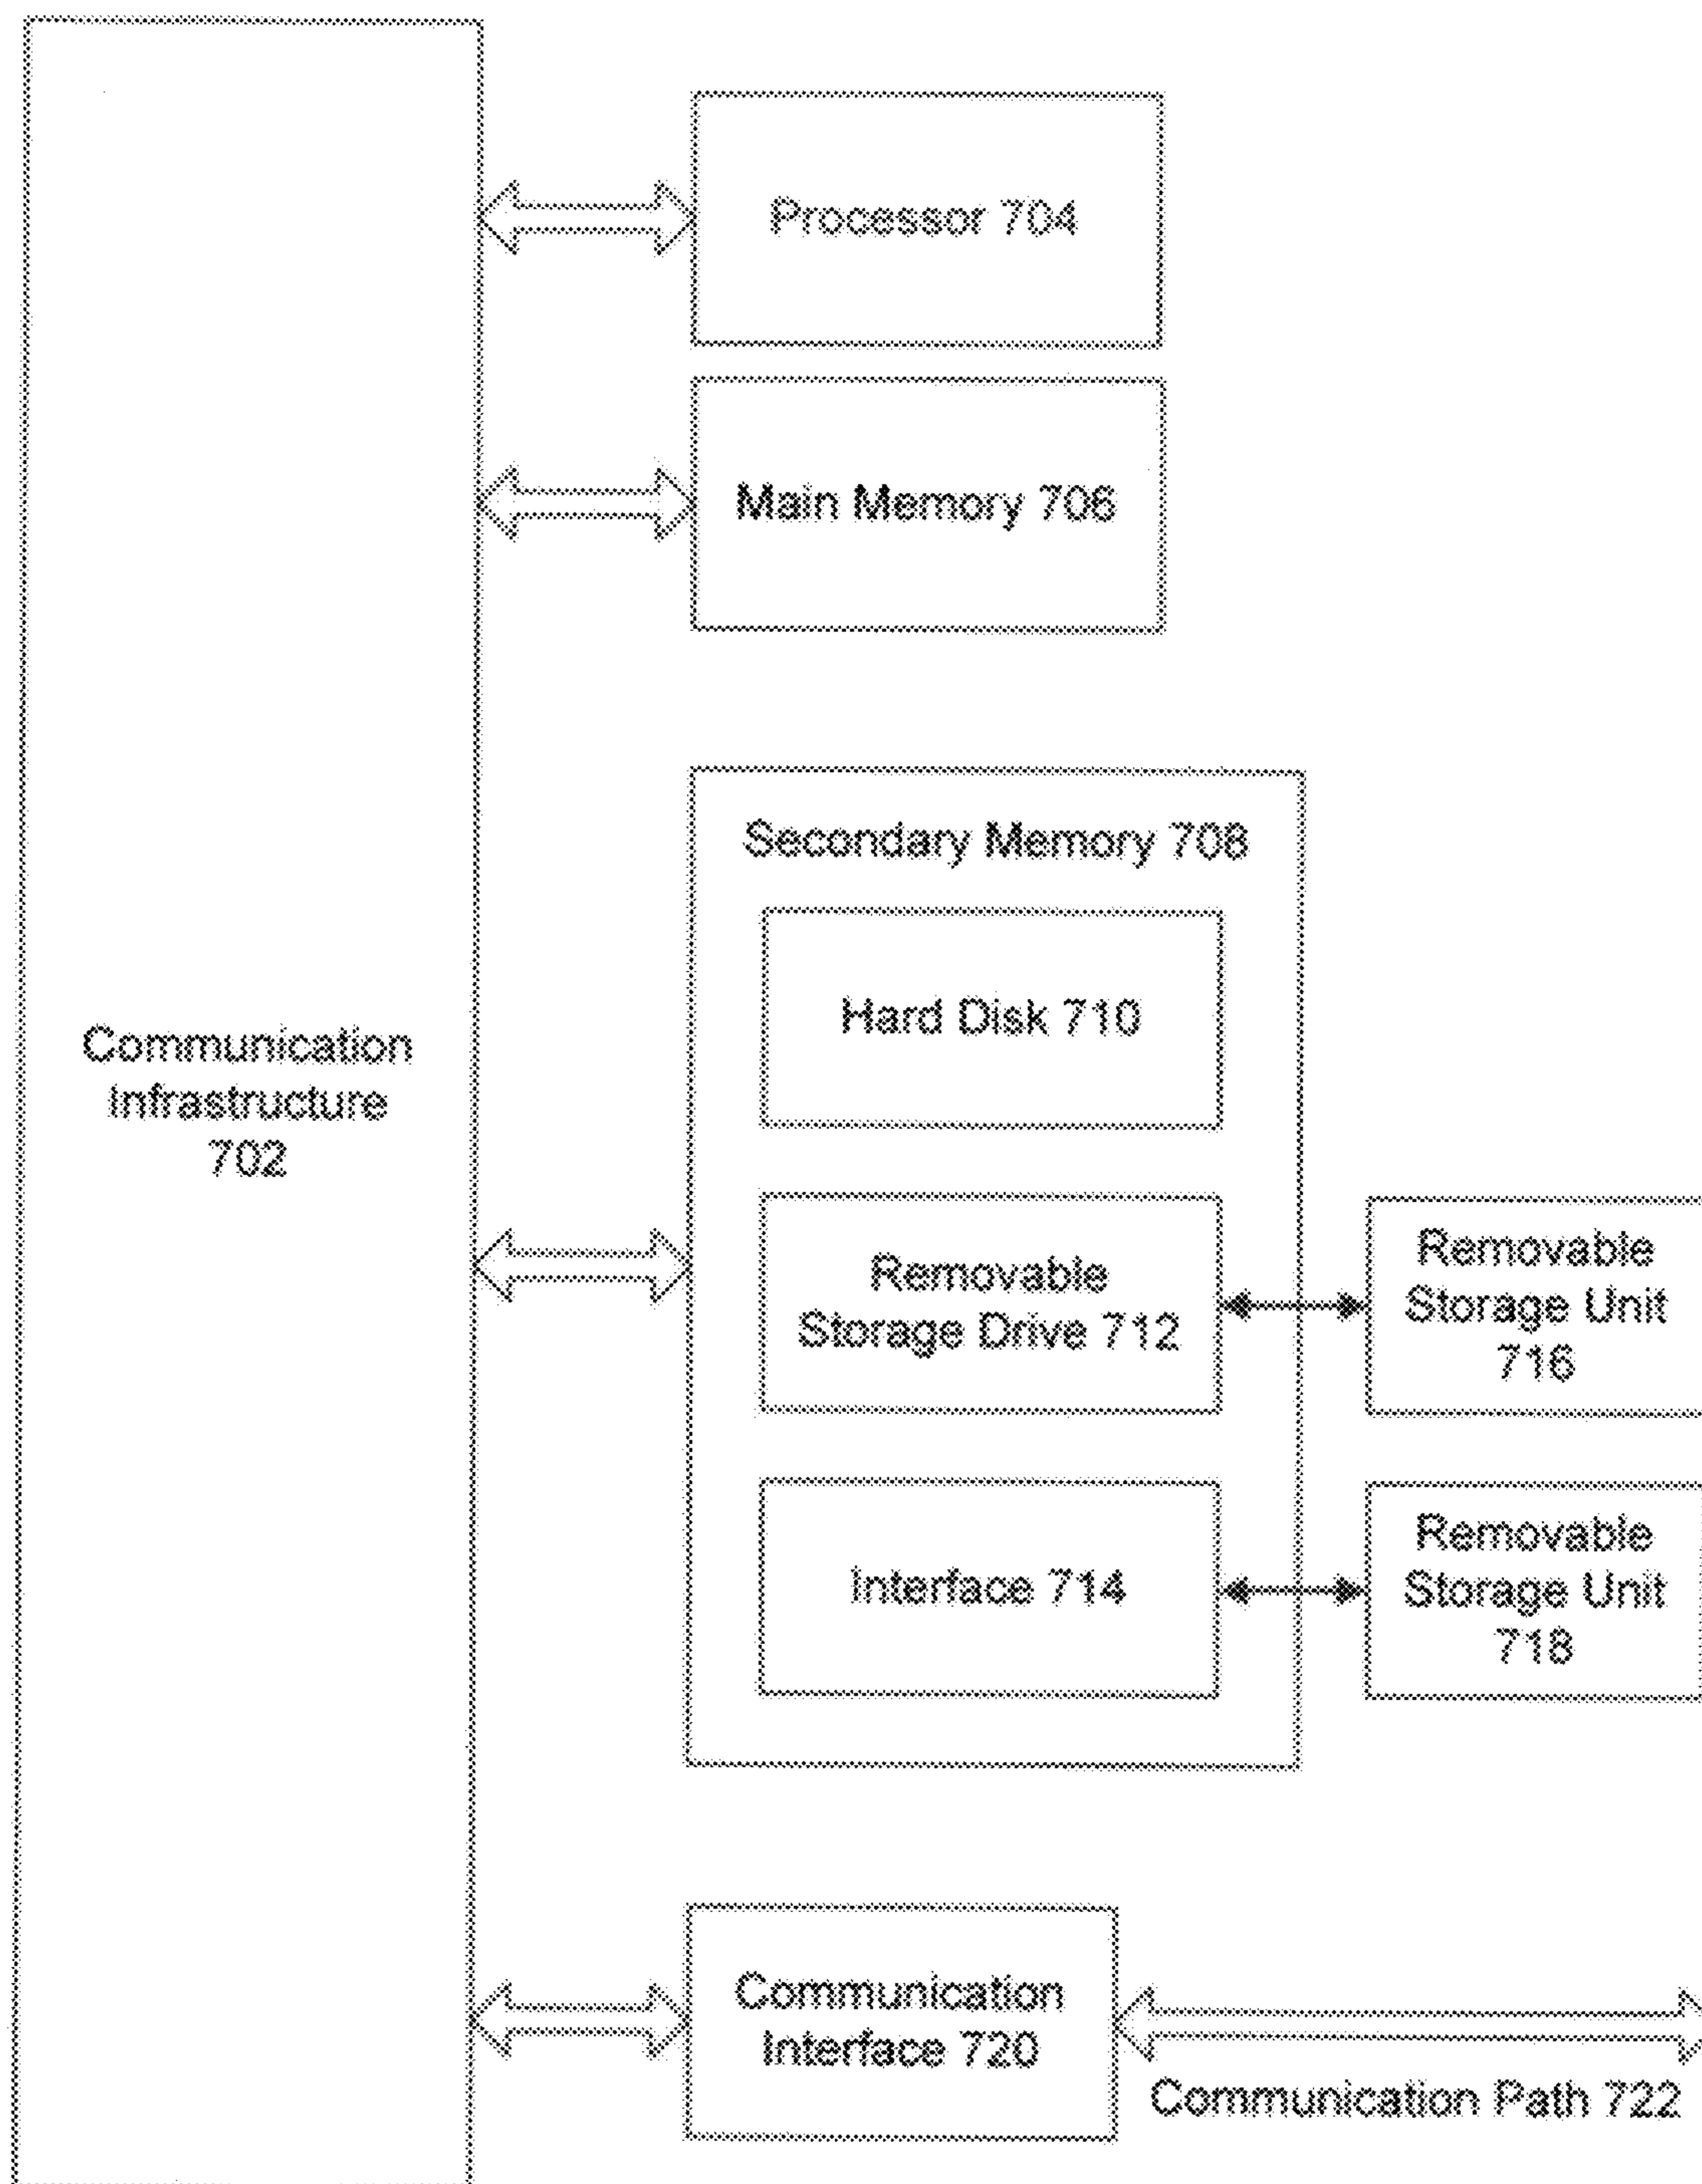 Processor 704
Main Memory 706
Secondary Memory 708
Hard Disk 710
Communication
Infrastructure
702
Removable
Storage Drive 712
Removable
Storage Unit
716
Interface 714
Removable
Storage Unit
718
Communication
Interface 720
Communication Path 722